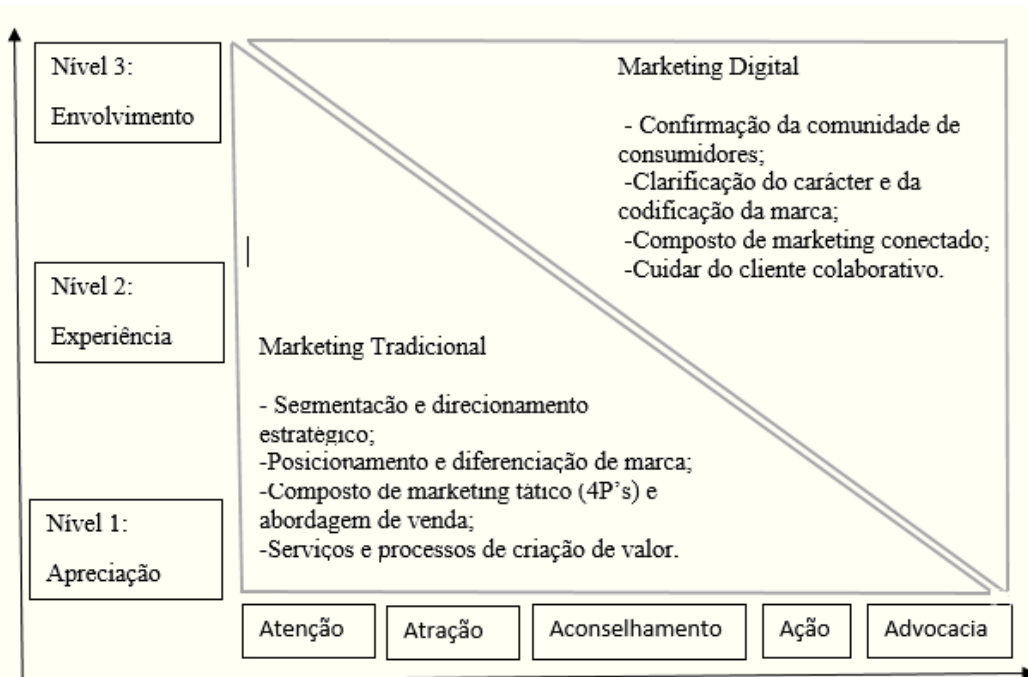 Nível 3:
Envolvimento
Marketing Digital
- Confirmação da comunidade de
consumidores;
-Clarificação do carácter e da
codificação da marca;
-Composto de marketing conectado;
-Cuidar do cliente colaborativo.
Nível 2:
Experiência
Marketing Tradicional
- Segmentação e direcionamento
estratégico;
-Posicionamento e diferenciação de marca;
-Composto de marketing tático (4P’s) e
abordagem de venda;
-Serviços e processos de criação de valor.
Nível 1:
Apreciação
Atenção
Atração
Aconselhamento
Ação
Advocacia